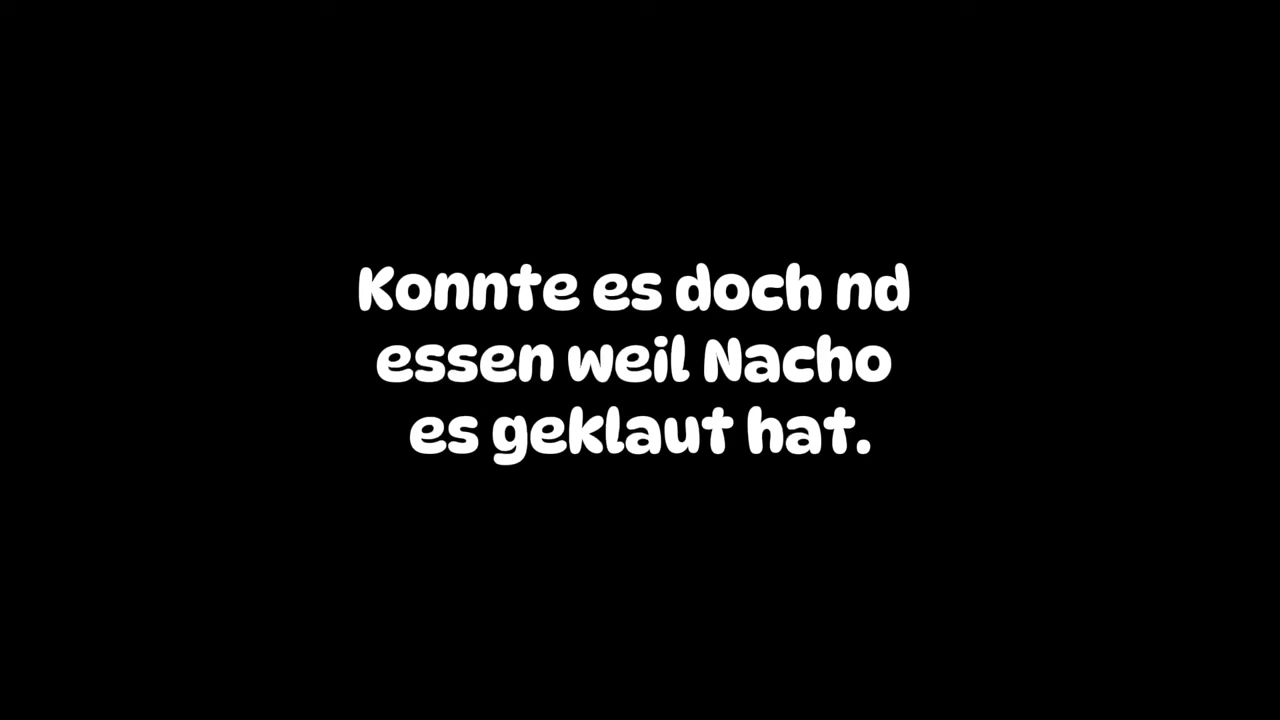 Konnte es doch nd
essen weil Nacho
es geklaut hat.